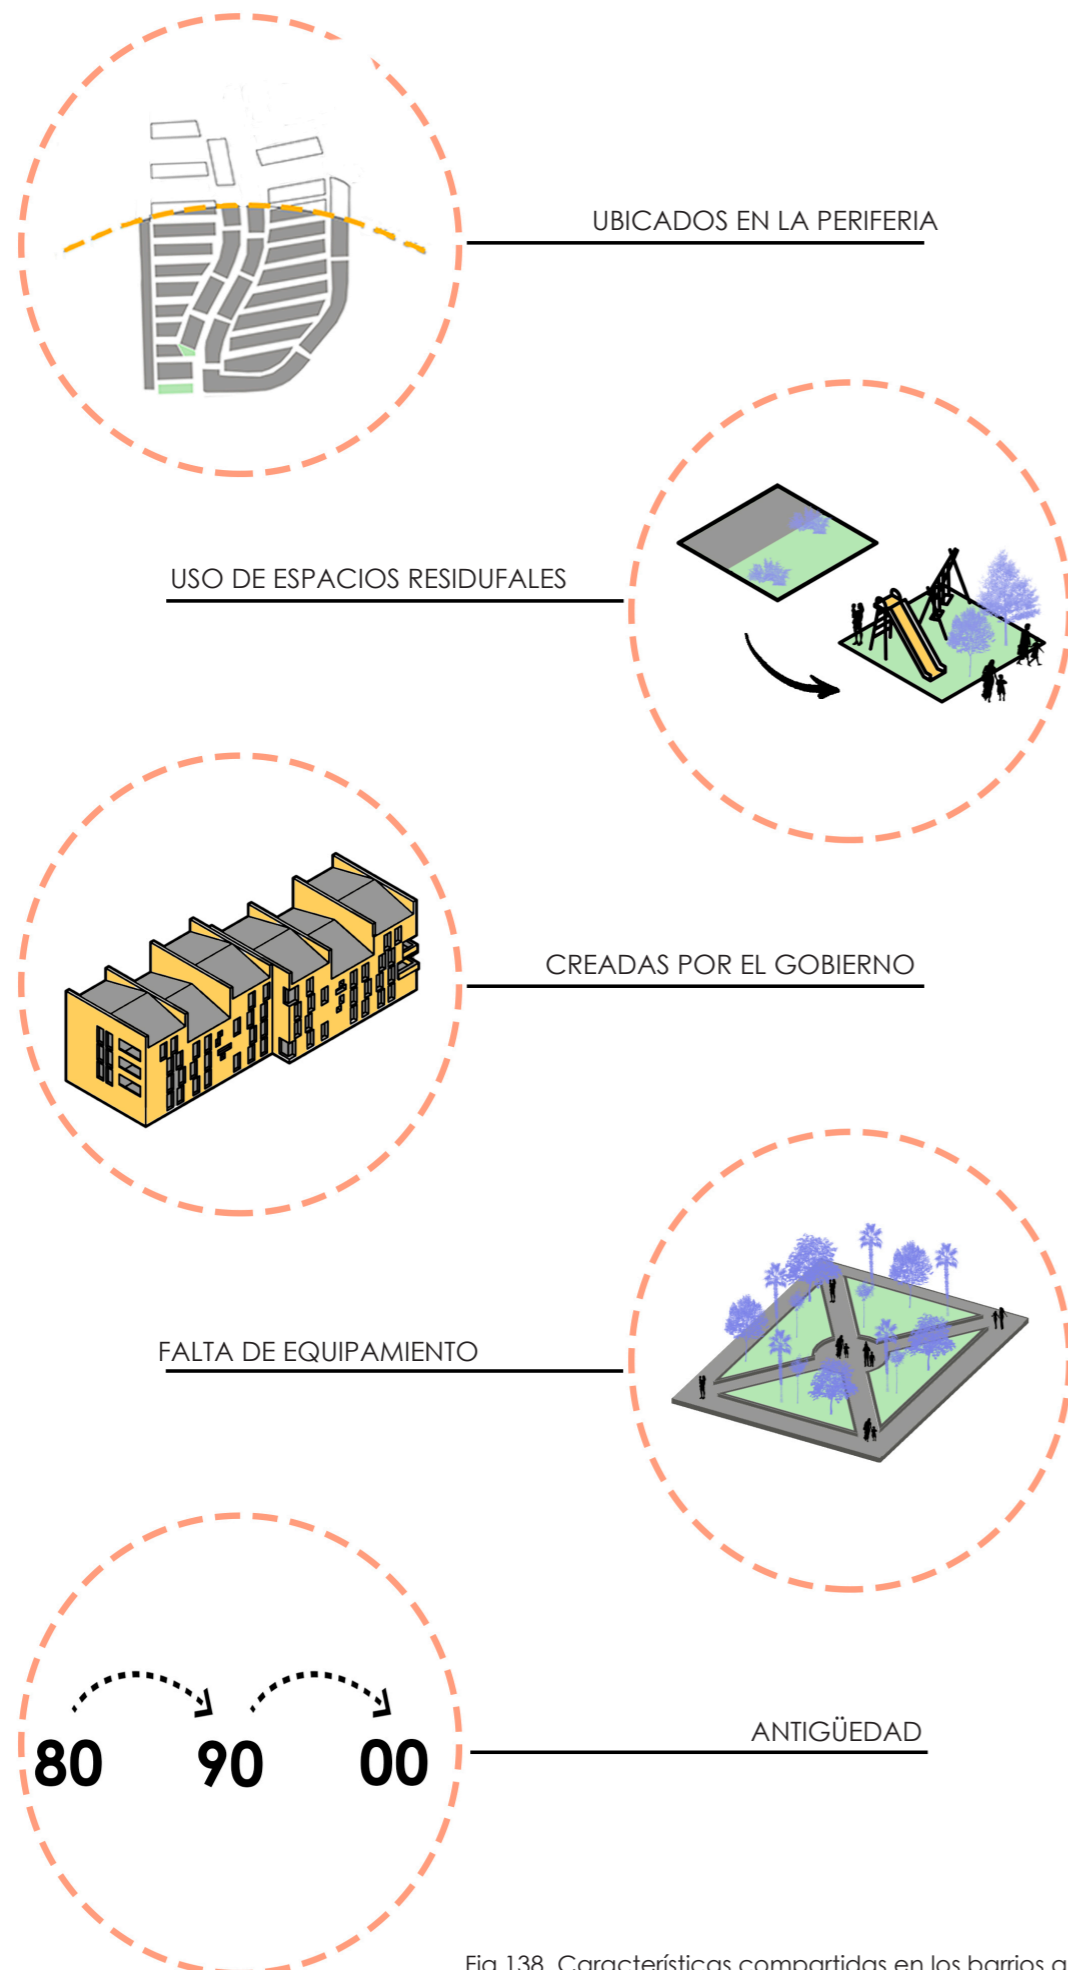 UBICADOS EN LA PERIFERIA
USO DE ESPACIOS RESIDUFALES
CREADAS POR EL GOBIERNO
FALTA DE EQUIPAMIENTO
ANTIGÜEDAD
80 90 00
Fig 138. Características compartidas en los barrios a